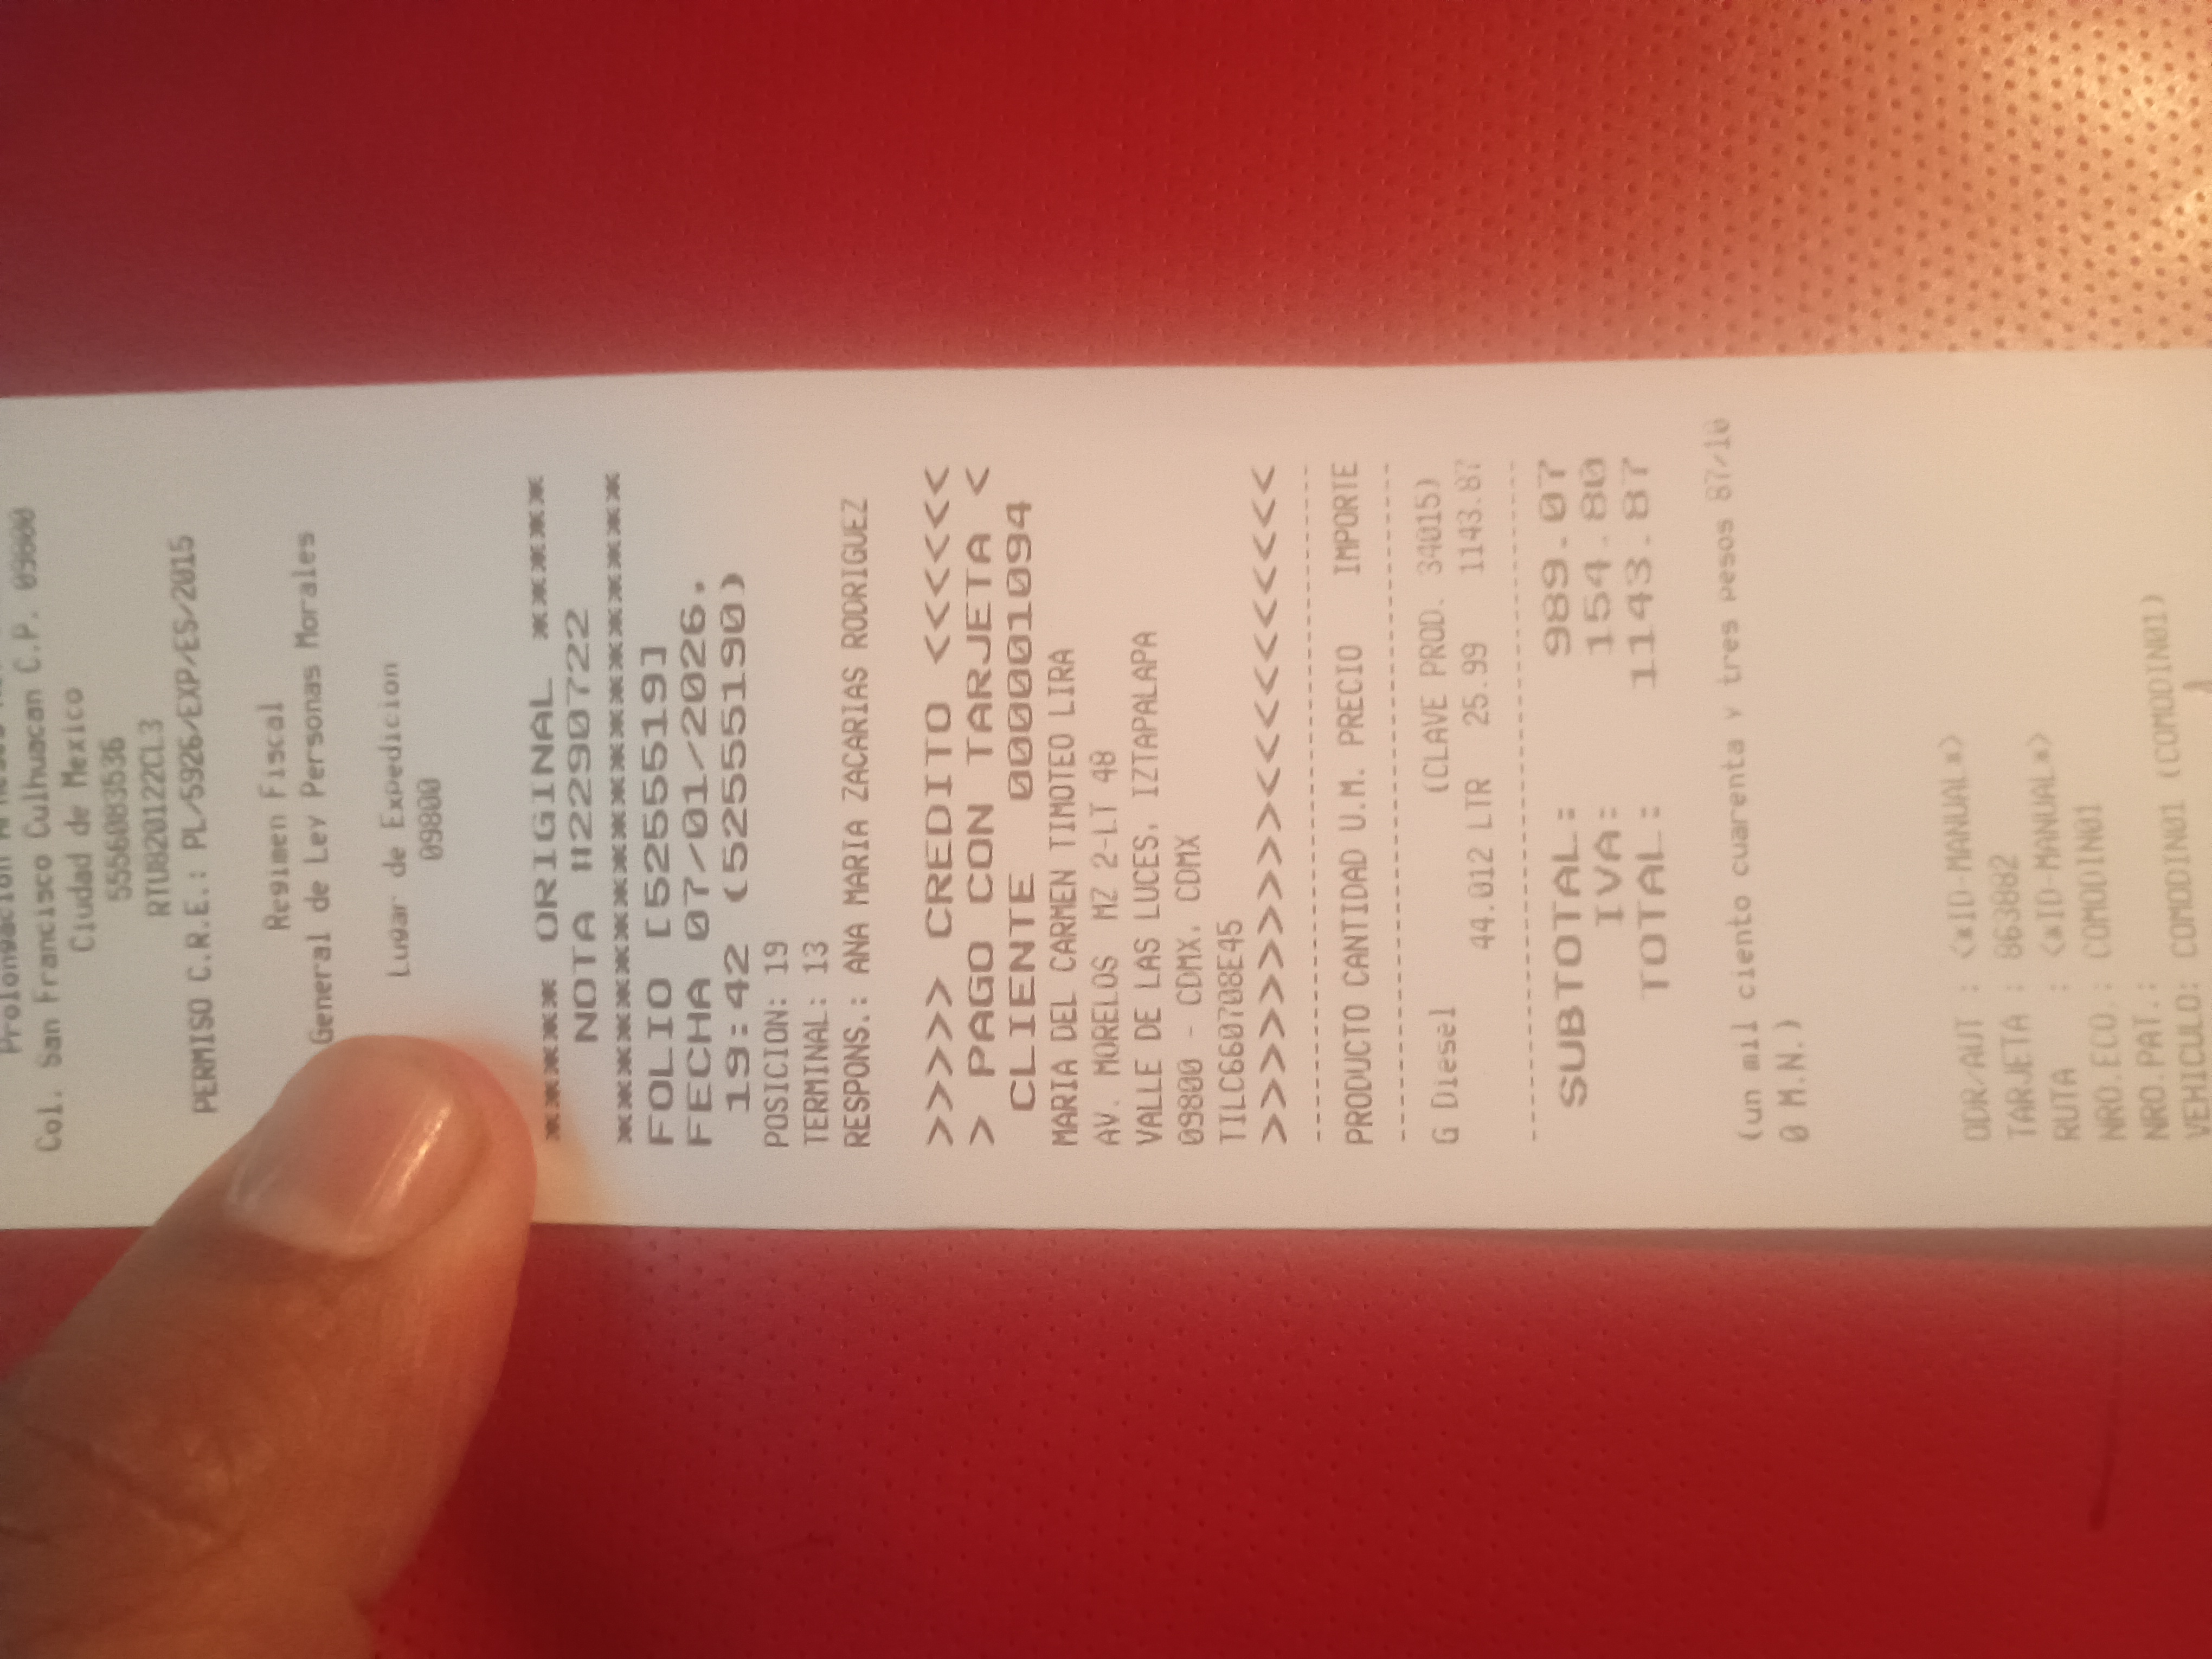 Prolongacion
Col. San Francisco Culhuacan C.P. 09800
Ciudad de Mexico
5556083536
RTU820122CL3
PERMISO C.R.E.: PL/5926/EXP/ES/2015
Regimen Fiscal
General de Ley Personas Morales
Lugar de Expedicion
09800
***** ORIGINAL *****
NOTA #2290722
********************
FOLIO [5255519]
FECHA 07/01/2026,
19:42 (52555190)
POSICION: 19
TERMINAL: 13
RESPONS.: ANA MARIA ZACARIAS RODRIGUEZ
>>>>> CREDITO <<<<<
> PAGO CON TARJETA <
CLIENTE 0000001094
MARIA DEL CARMEN TIMOTEO LIRA
AV. MORELOS MZ 2-LT 48
VALLE DE LAS LUCES, IZTAPALAPA
09800 - CDMX, CDMX
TILC660708E45
>>>>>>>>>><<<<<<<<<<
PRODUCTO CANTIDAD U.M. PRECIO IMPORTE
G Diesel (CLAVE PROD. 34015)
44.012 LTR 25.99 1143.87
SUBTOTAL: 989.07
IVA: 154.80
TOTAL: 1143.87
(un mil ciento cuarenta y tres pesos 87/10
0 M.N.)
ODR/AUT : <*ID-MANUAL*>
TARJETA : 863882
RUTA : <*ID-MANUAL*>
NRO.ECO.: COMODIN01
NRO.PAT.:
VEHICULO: COMODIN01 (COMODIN01)